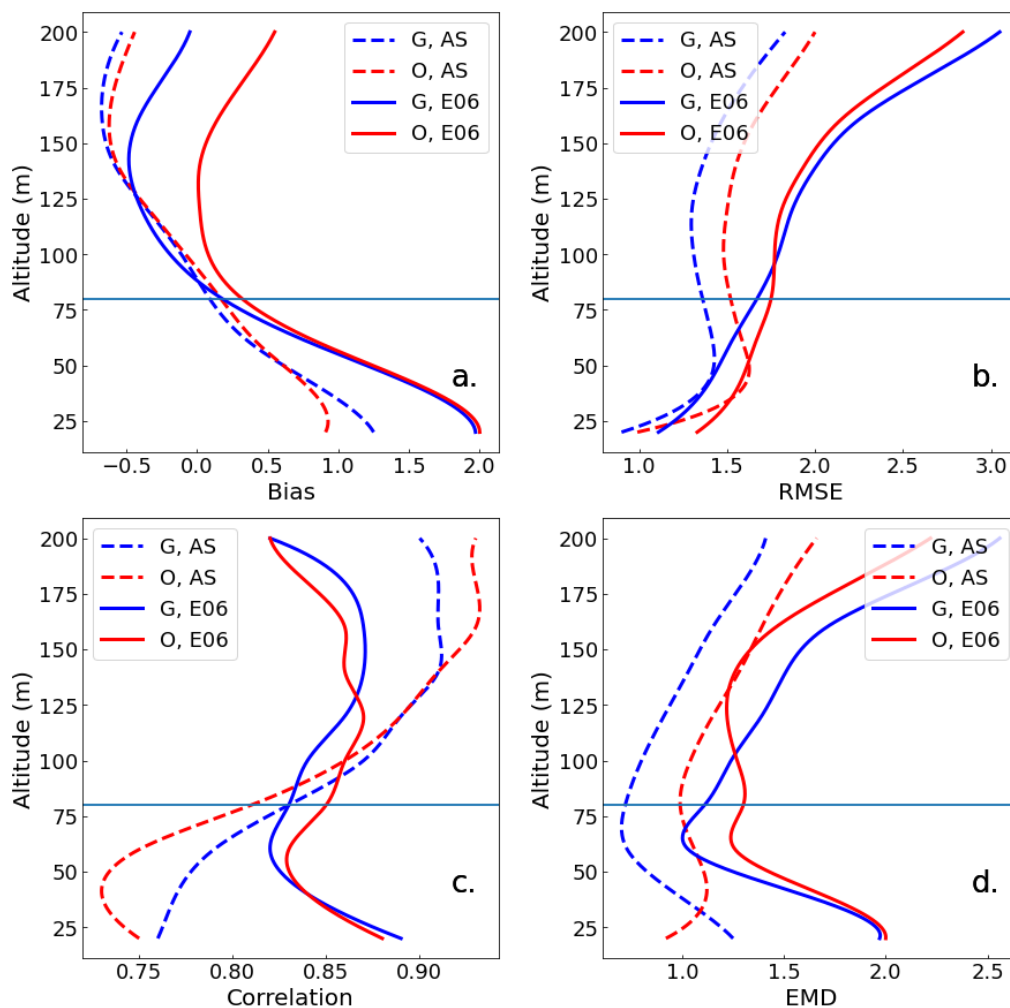 200
175
150
125
100
75
50
25
Altitude (m)
G, AS
O, AS
G, E06
O, E06
a.
−0.5 0.0 0.5 1.0 1.5 2.0
Bias
200
175
150
125
100
75
50
25
Altitude (m)
G, AS
O, AS
G, E06
O, E06
b.
1.0 1.5 2.0 2.5 3.0
RMSE
200
175
150
125
100
75
50
25
Altitude (m)
G, AS
O, AS
G, E06
O, E06
c.
0.75 0.80 0.85 0.90
Correlation
200
175
150
125
100
75
50
25
Altitude (m)
G, AS
O, AS
G, E06
O, E06
d.
1.0 1.5 2.0 2.5
EMD